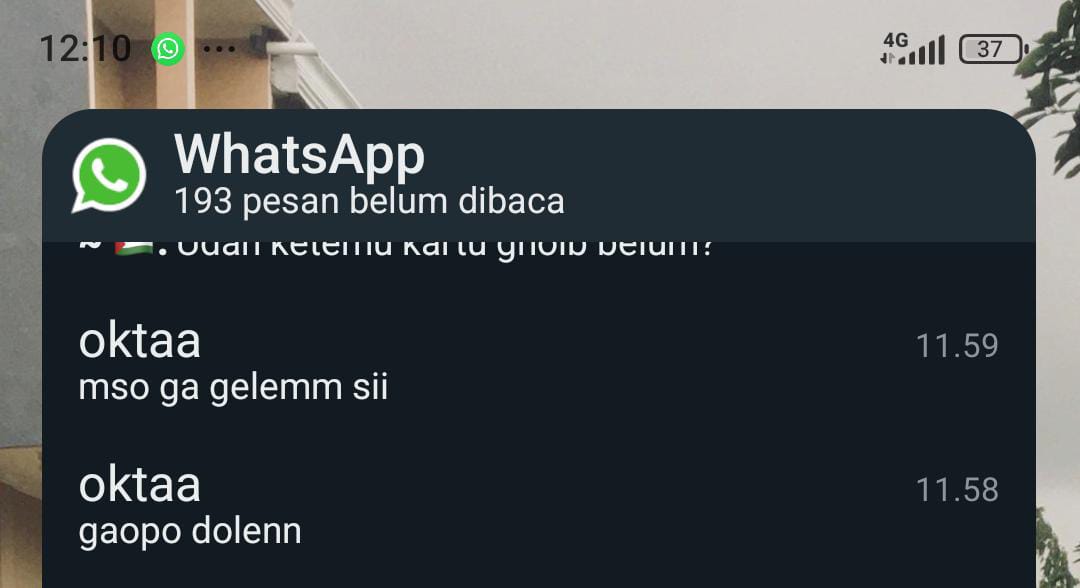 12:10
4G
37
WhatsApp
193 pesan belum dibaca
~ 🇵🇸. Udah ketemu kartu ghoib belum?
oktaa
11.59
mso ga gelemm sii
oktaa
11.58
gaopo dolenn